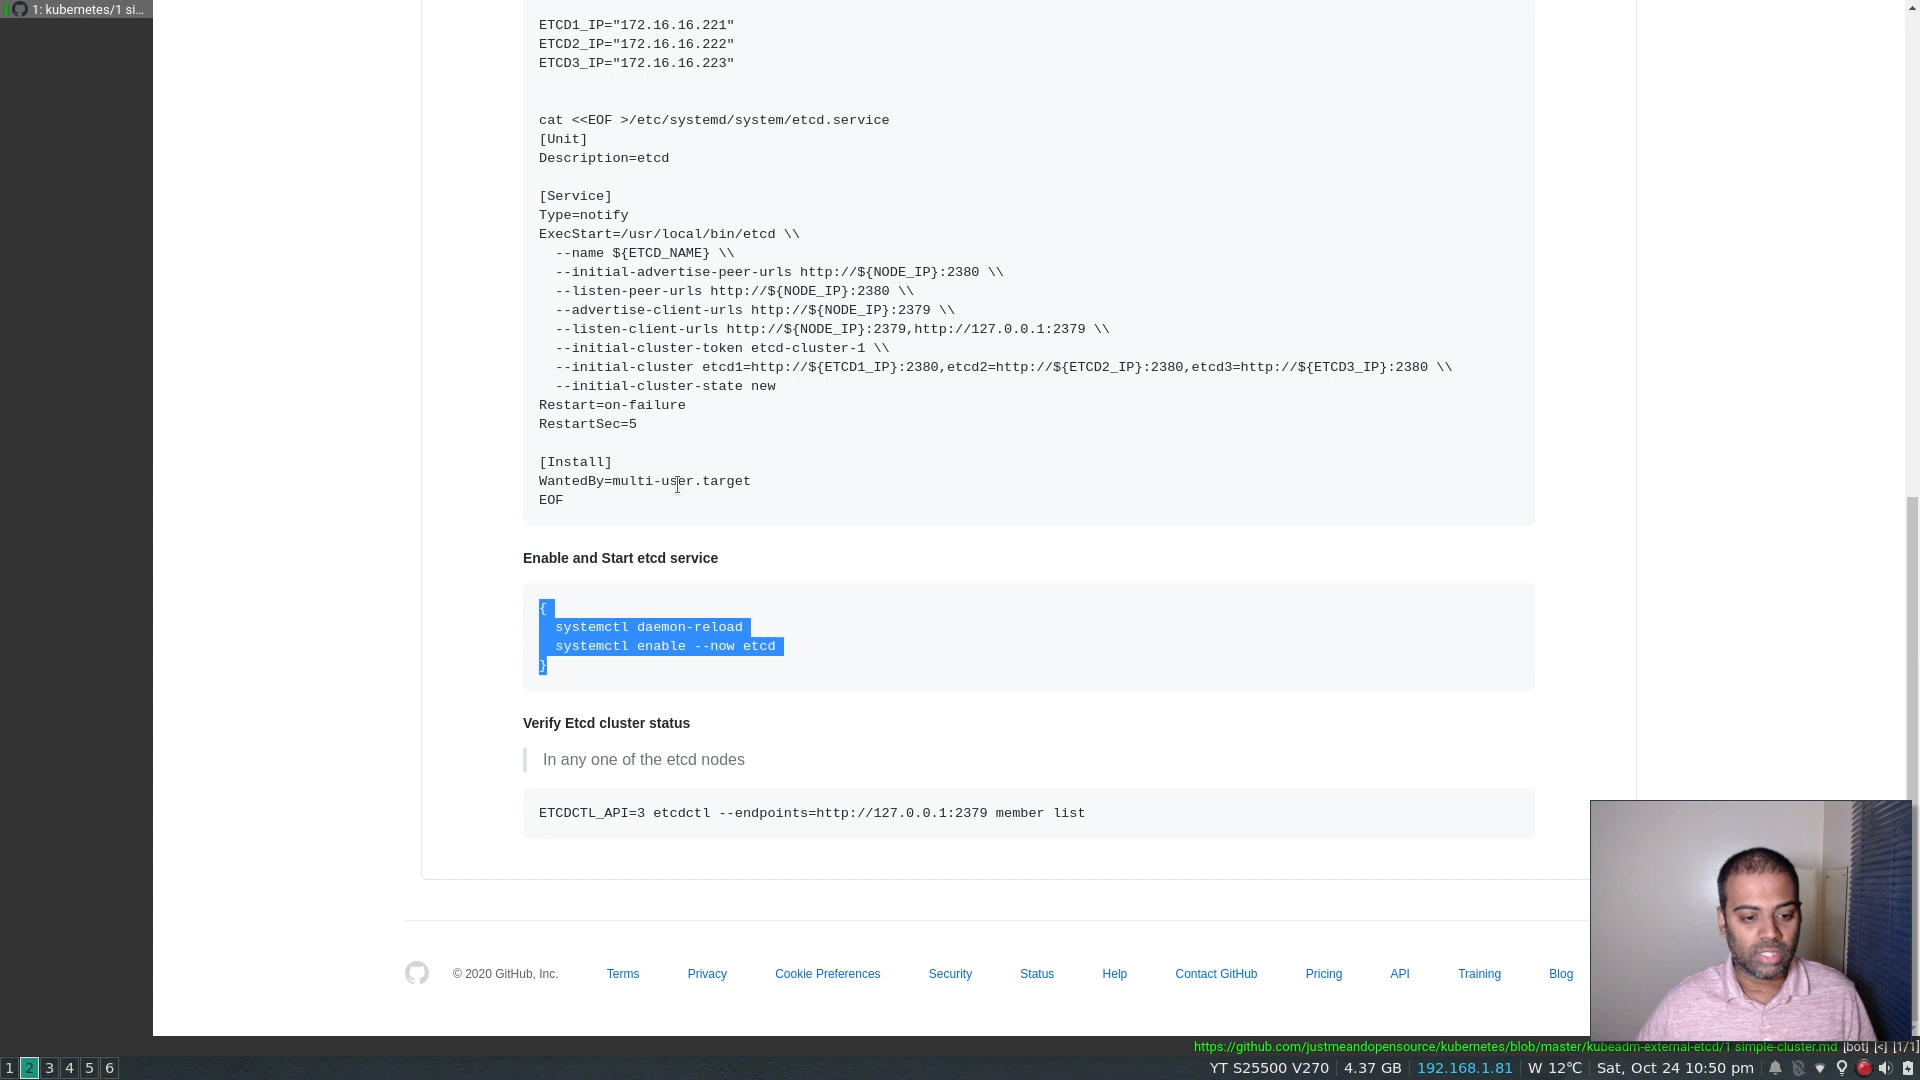 1: kubernetes/1 si...
ETCD1_IP="172.16.16.221"
ETCD2_IP="172.16.16.222"
ETCD3_IP="172.16.16.223"
cat <<EOF >/etc/systemd/system/etcd.service
[Unit]
Description=etcd
[Service]
Type=notify
ExecStart=/usr/local/bin/etcd \\
--name ${ETCD_NAME} \\
--initial-advertise-peer-urls http://${NODE_IP}:2380 \\
--listen-peer-urls http://${NODE_IP}:2380 \\
--advertise-client-urls http://${NODE_IP}:2379 \\
--listen-client-urls http://${NODE_IP}:2379,http://127.0.0.1:2379 \\
--initial-cluster-token etcd-cluster-1 \\
--initial-cluster etcd1=http://${ETCD1_IP}:2380,etcd2=http://${ETCD2_IP}:2380,etcd3=http://${ETCD3_IP}:2380 \\
--initial-cluster-state new
Restart=on-failure
RestartSec=5
[Install]
WantedBy=multi-user.target
EOF
Enable and Start etcd service
{
systemctl daemon-reload
systemctl enable --now etcd
}
Verify Etcd cluster status
In any one of the etcd nodes
ETCDCTL_API=3 etcdctl --endpoints=http://127.0.0.1:2379 member list
© 2020 GitHub, Inc. Terms Privacy Cookie Preferences Security Status Help Contact GitHub Pricing API Training Blog
https://github.com/justmeandopensource/kubernetes/blob/master/kubeadm-external-etcd/1 simple-cluster.md [bot] [<] [1/1]
1 2 3 4 5 6 YT S25500 V270 4.37 GB 192.168.1.81 W 12°C Sat, Oct 24 10:50 pm